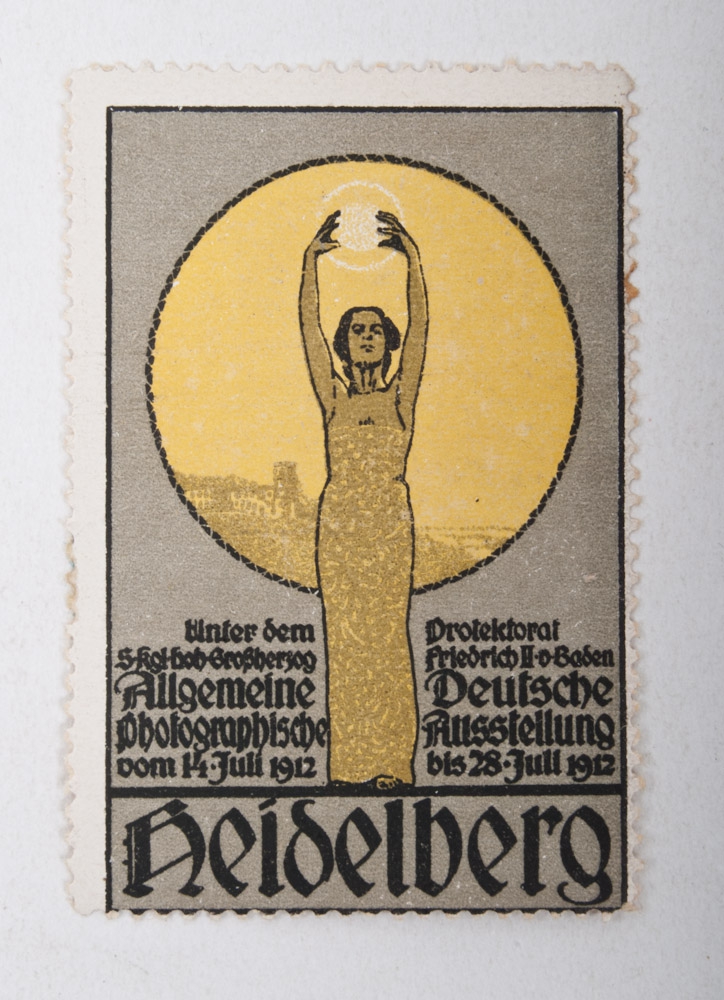 Unter dem Protektorat
S·kgl·hoh·Großherzog Friedrich II·v·Baden
Allgemeine Deutsche
Photographische Ausstellung
vom 14·Juli 1912 bis 28·Juli 1912
Heidelberg